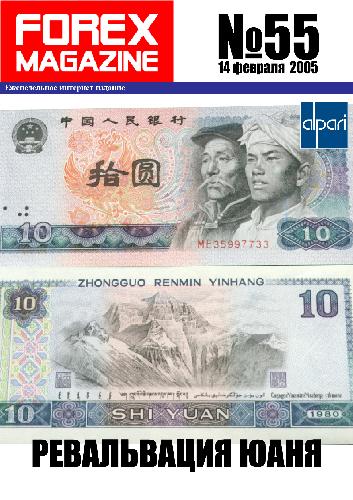 FOREX
MAGAZINE
№55
14 февраля 2005
Еженедельное интернет издание
alpari
中国人民银行
拾圆
10
ME35997733
10
ZHONGGUO RENMIN YINHANG
10
10
10
SHI YUAN
1980
РЕВАЛЬВАЦИЯ ЮАНЯ